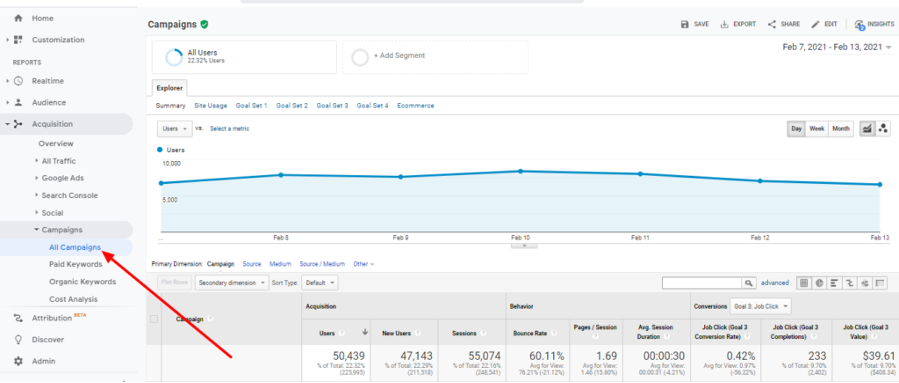 Home
Customization
REPORTS
Realtime
Audience
Acquisition
Overview
All Traffic
Google Ads
Search Console
Social
Campaigns
All Campaigns
Paid Keywords
Organic Keywords
Cost Analysis
Attribution BETA
Discover
Admin
Campaigns
SAVE EXPORT SHARE EDIT INSIGHTS
All Users
22.32% Users
+ Add Segment
Feb 7, 2021 - Feb 13, 2021
Explorer
Summary Site Usage Goal Set 1 Goal Set 2 Goal Set 3 Goal Set 4 Ecommerce
Users VS. Select a metric
Day Week Month
Users
10,000
5,000
... Feb 8 Feb 9 Feb 10 Feb 11 Feb 12 Feb 13
Primary Dimension: Campaign Source Medium Source / Medium Other
Plot Rows Secondary dimension Sort Type: Default advanced
Campaign ?
Acquisition Behavior Conversions Goal 3: Job Click
Users ? New Users ? Sessions ? Bounce Rate ? Pages / Session ? Avg. Session Duration ? Job Click (Goal 3 Conversion Rate) ? Job Click (Goal 3 Completions) ? Job Click (Goal 3 Value) ?
50,439 47,143 55,074 60.11% 1.69 00:00:30 0.42% 233 $39.61
% of Total: 22.32% % of Total: 22.29% % of Total: 22.16% Avg for View: Avg for View: Avg for View: Avg for View: 0.97% % of Total: 9.70% % of Total: 9.70%
(225,995) (211,518) (248,541) 76.21% (-21.12%) 1.46 (15.60%) 00:00:31 (-4.21%) (-56.22%) (2,402) ($408.34)